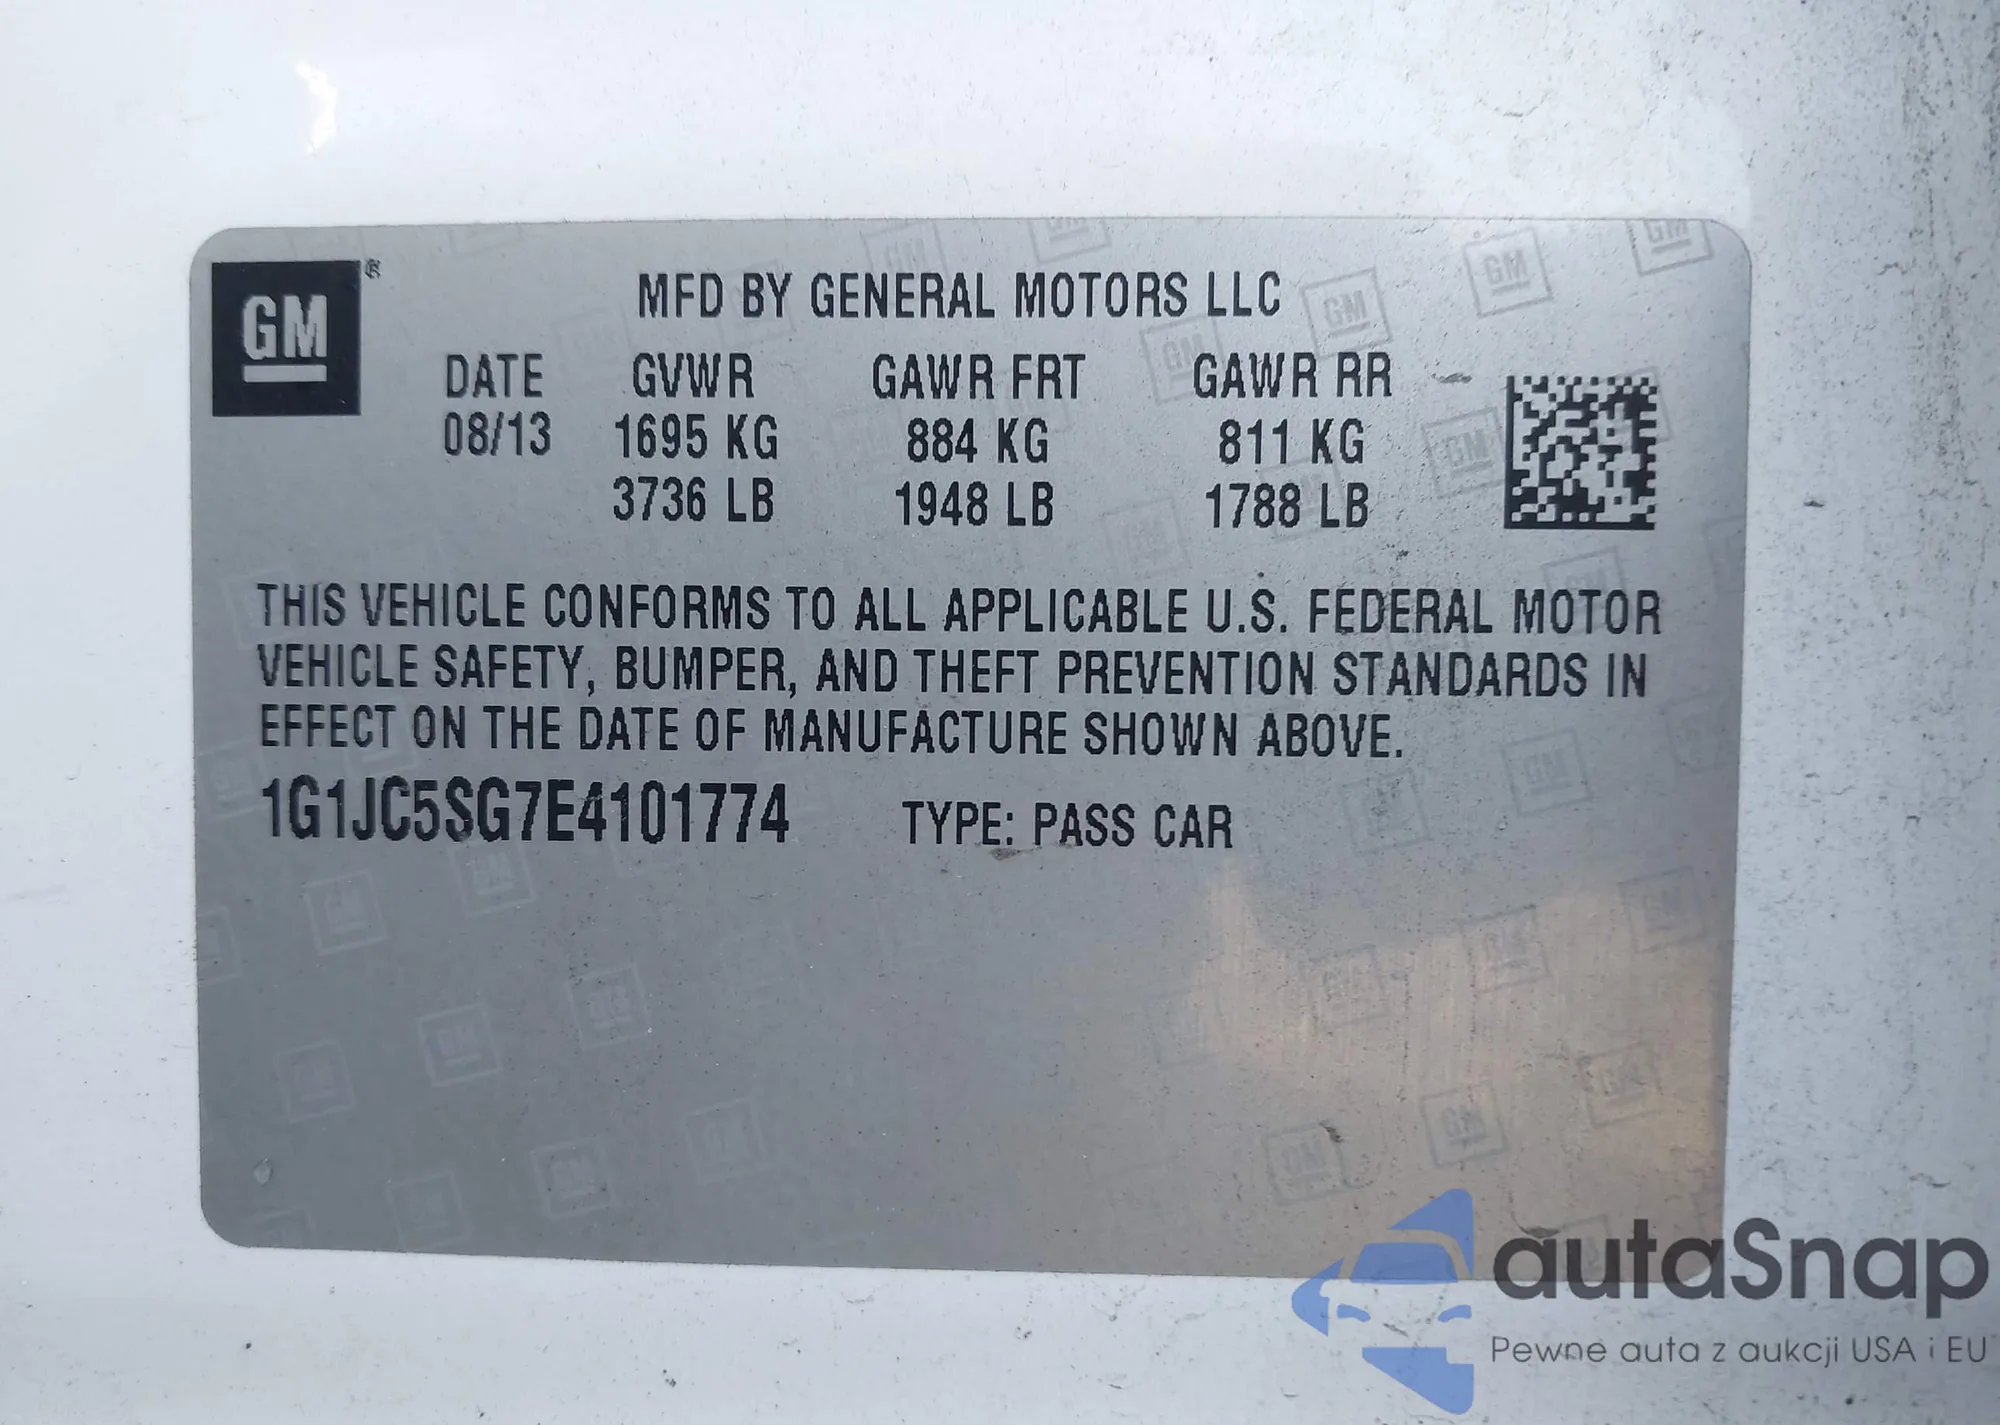 GM®
MFD BY GENERAL MOTORS LLC
DATE GVWR GAWR FRT GAWR RR
08/13 1695 KG 884 KG 811 KG
3736 LB 1948 LB 1788 LB
THIS VEHICLE CONFORMS TO ALL APPLICABLE U.S. FEDERAL MOTOR
VEHICLE SAFETY, BUMPER, AND THEFT PREVENTION STANDARDS IN
EFFECT ON THE DATE OF MANUFACTURE SHOWN ABOVE.
1G1JC5SG7E4101774 TYPE: PASS CAR
autaSnap
Pewne auta z aukcji USA i EU